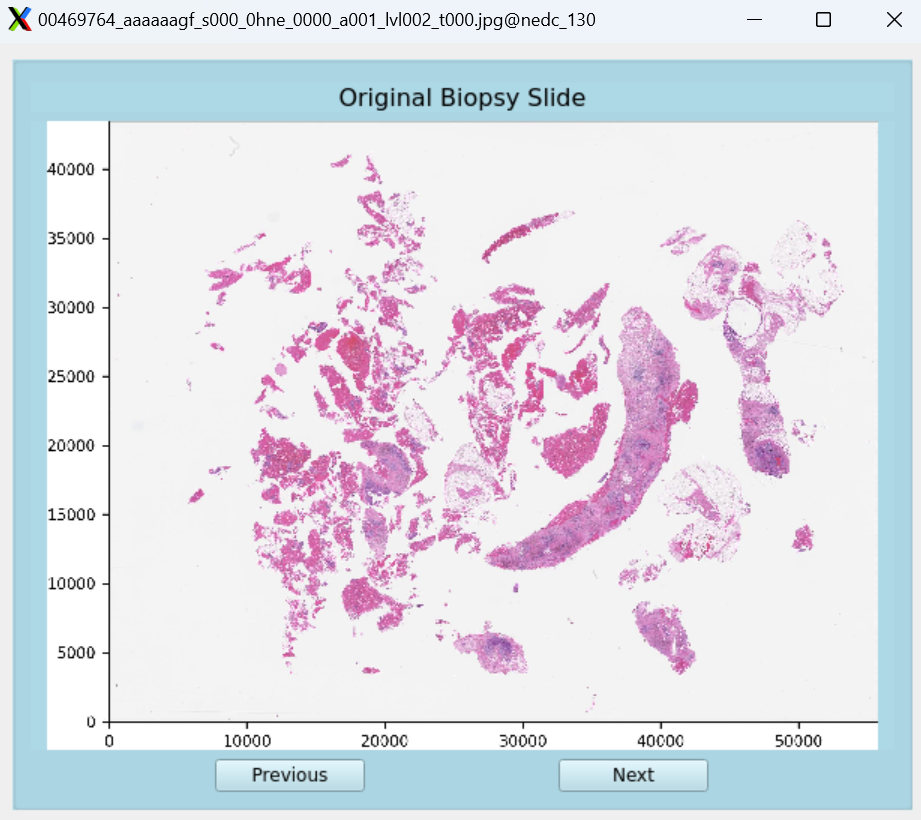 00469764_aaaaaagf_s000_0hne_0000_a001_lvl002_t000.jpg@nedc_130
Original Biopsy Slide
40000
35000
30000
25000
20000
15000
10000
5000
0
0 10000 20000 30000 40000 50000
Previous Next